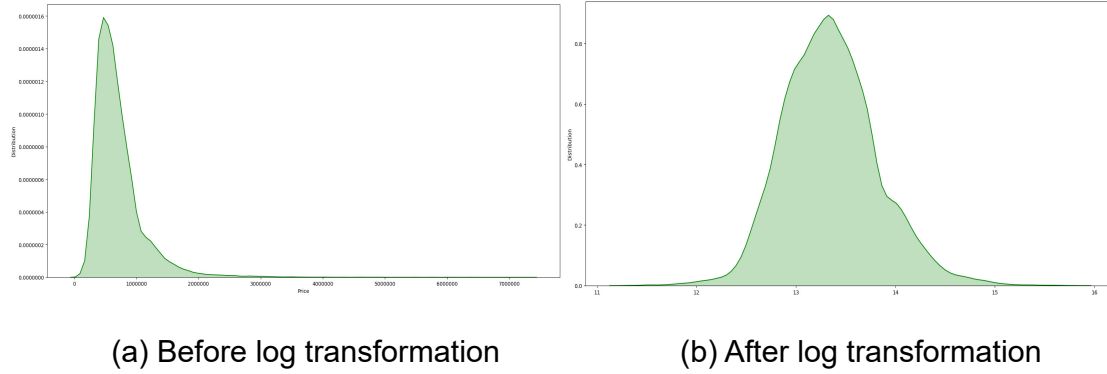 0.0000016
0.0000014
0.0000012
0.0000010
0.0000008
0.0000006
0.0000004
0.0000002
0.0000000
Distribution
0 1000000 2000000 3000000 4000000 5000000 6000000 7000000
Price
0.8
0.6
0.4
0.2
0.0
Distribution
11 12 13 14 15 16
(a) Before log transformation
(b) After log transformation